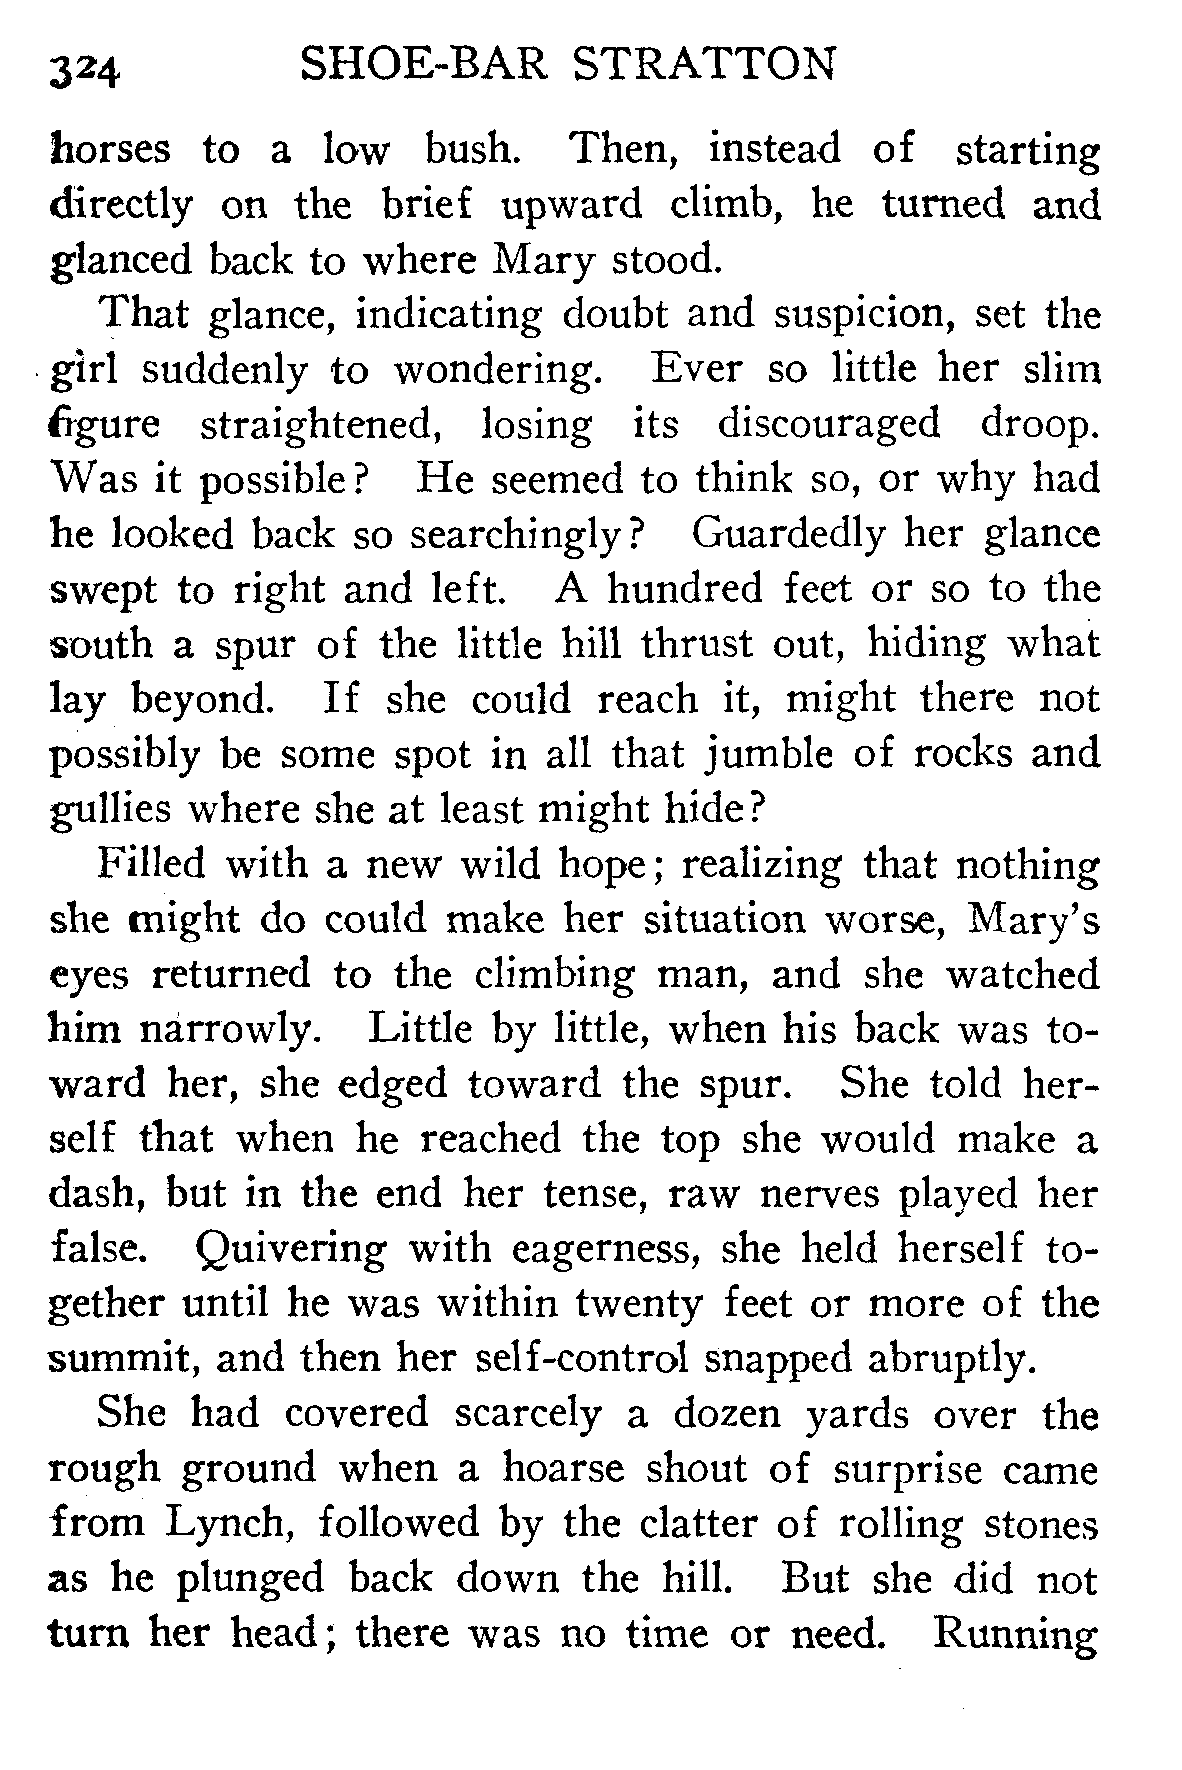 324 SHOE-BAR STRATTON
horses to a low bush. Then, instead of starting
directly on the brief upward climb, he turned and
glanced back to where Mary stood.
That glance, indicating doubt and suspicion, set the
girl suddenly to wondering. Ever so little her slim
figure straightened, losing its discouraged droop.
Was it possible? He seemed to think so, or why had
he looked back so searchingly? Guardedly her glance
swept to right and left. A hundred feet or so to the
south a spur of the little hill thrust out, hiding what
lay beyond. If she could reach it, might there not
possibly be some spot in all that jumble of rocks and
gullies where she at least might hide?
Filled with a new wild hope; realizing that nothing
she might do could make her situation worse, Mary's
eyes returned to the climbing man, and she watched
him narrowly. Little by little, when his back was to-
ward her, she edged toward the spur. She told her-
self that when he reached the top she would make a
dash, but in the end her tense, raw nerves played her
false. Quivering with eagerness, she held herself to-
gether until he was within twenty feet or more of the
summit, and then her self-control snapped abruptly.
She had covered scarcely a dozen yards over the
rough ground when a hoarse shout of surprise came
from Lynch, followed by the clatter of rolling stones
as he plunged back down the hill. But she did not
turn her head; there was no time or need. Running